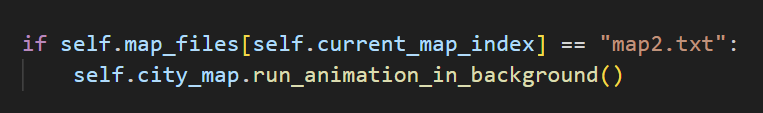 if self.map_files[self.current_map_index] == "map2.txt":
    self.city_map.run_animation_in_background()